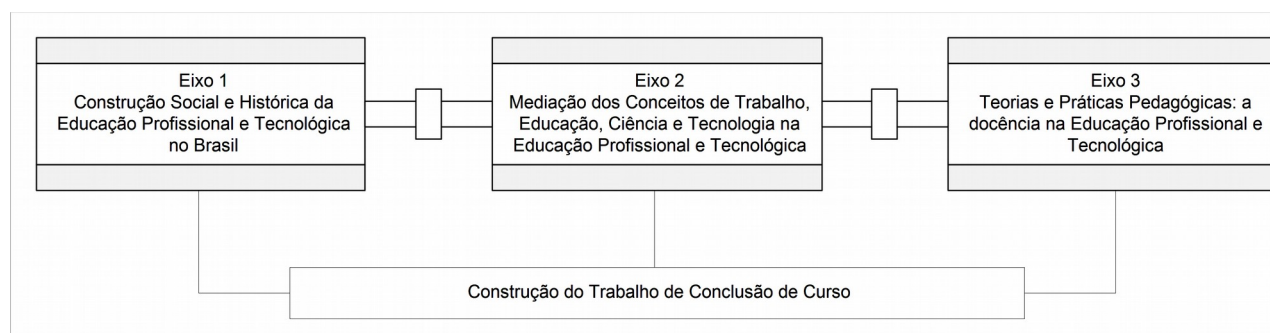 Eixo 1
Construção Social e Histórica da
Educação Profissional e Tecnológica
no Brasil
Eixo 2
Mediação dos Conceitos de Trabalho,
Educação, Ciência e Tecnologia na
Educação Profissional e Tecnológica
Eixo 3
Teorias e Práticas Pedagógicas: a
docência na Educação Profissional e
Tecnológica
Construção do Trabalho de Conclusão de Curso